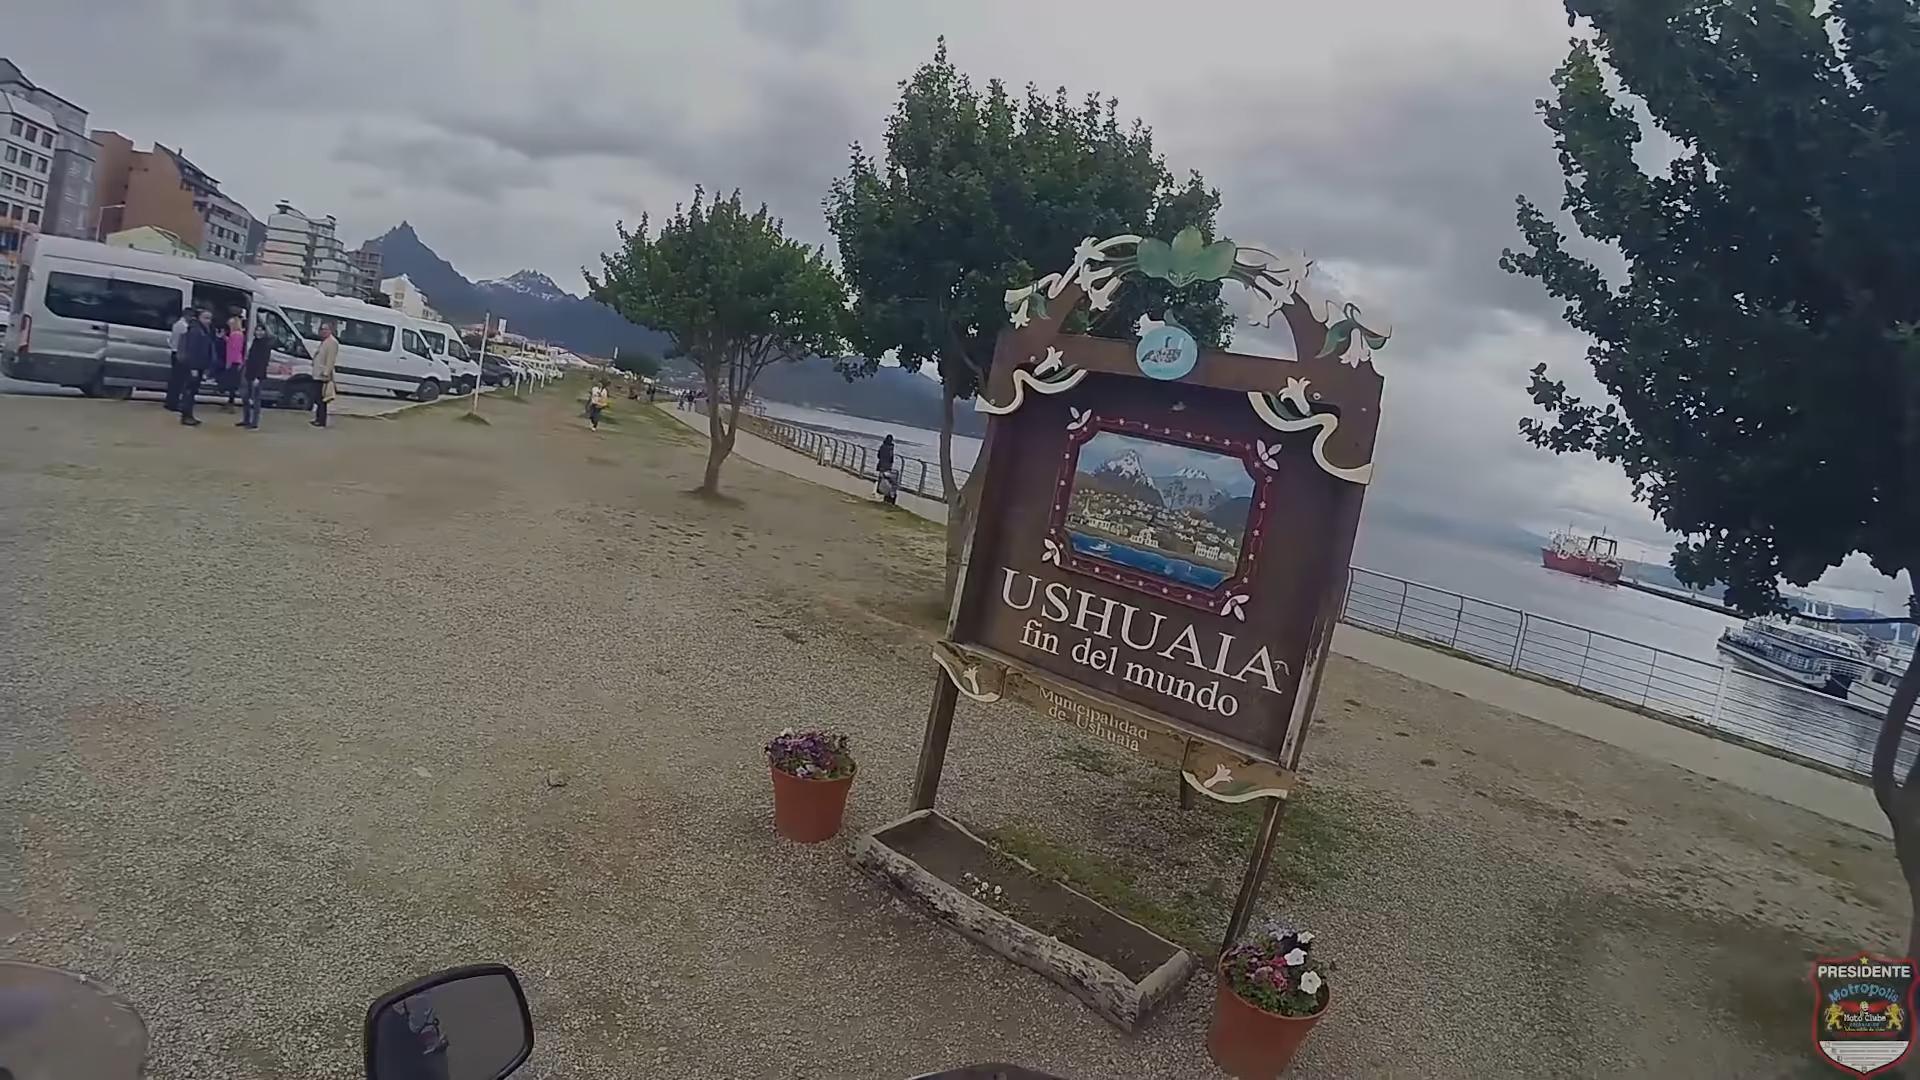 USHUAIA
fin del mundo
Municipalidad
de Ushuaia
PRESIDENTE
Motropolis
Moto Clube